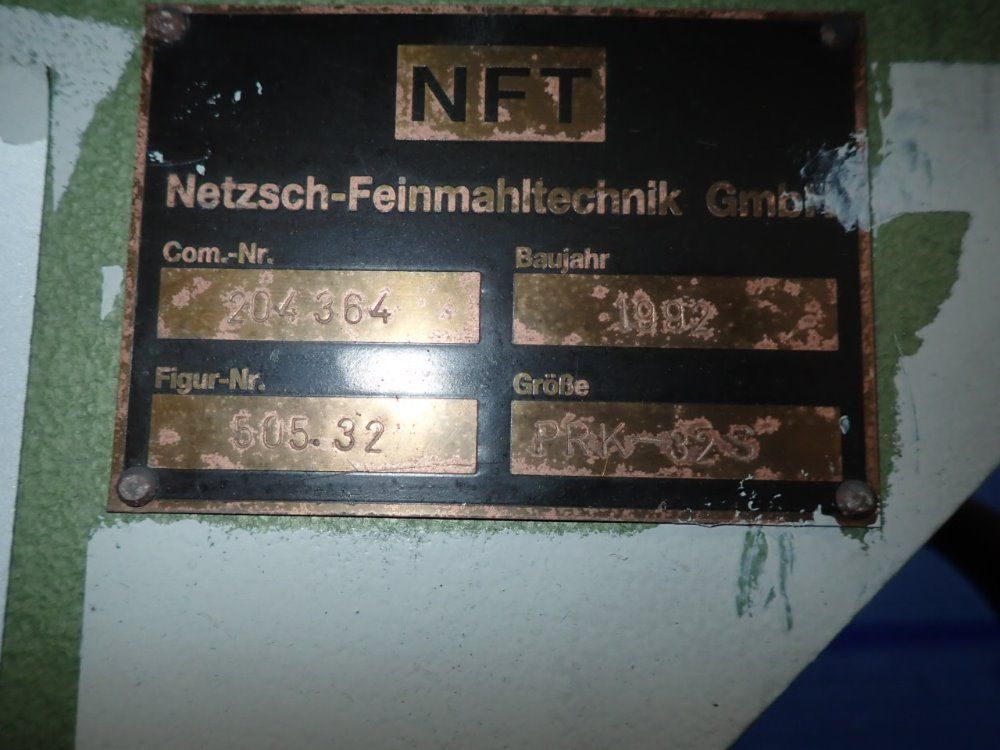 NFT
Netzsch-Feinmahltechnik GmbH
Com.-Nr. Baujahr
204 364 1992
Figur-Nr. Größe
505.32 PRK-32S